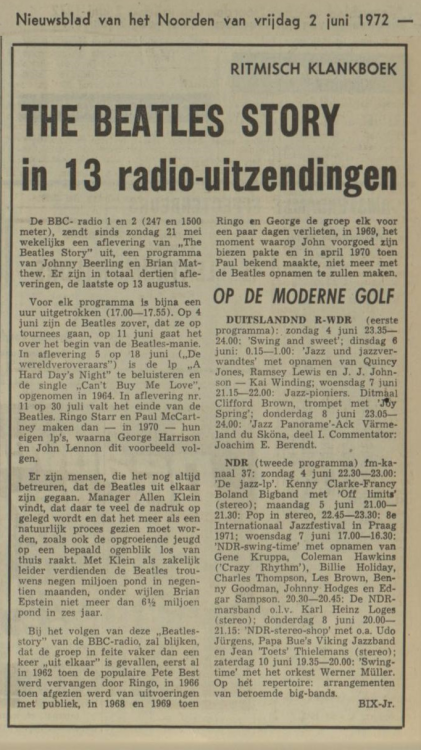 Nieuwsblad van het Noorden van vrijdag 2 juni 1972 —
RITMISCH KLANKBOEK
THE BEATLES STORY
in 13 radio-uitzendingen
De BBC- radio 1 en 2 (247 en 1500
meter), zendt sinds zondag 21 mei
wekelijks een aflevering van „The
Beatles Story" uit, een programma
van Johnny Beerling en Brian Mat-
thew. Er zijn in totaal dertien afle-
veringen, de laatste op 13 augustus.
Voor elk programma is bijna een
uur uitgetrokken (17.00—17.55). Op 4
juni zijn de Beatles zover, dat ze op
tournees gaan, op 11 juni gaat het
over het begin van de Beatles-manie.
In aflevering 5 op 18 juni („De
wereldveroveraars") is de lp „A
Hard Day's Night" te beluisteren en
de single „Can't Buy Me Love",
opgenomen in 1964. In aflevering nr.
11 op 30 juli valt het einde van de
Beatles. Ringo Starr en Paul McCart-
ney maken dan — in 1970 — hun
eigen lp's, waarna George Harrison
en John Lennon dit voorbeeld vol-
gen.
Er zijn mensen, die het nog altijd
betreuren, dat de Beatles uit elkaar
zijn gegaan. Manager Allen Klein
vindt, dat daar te veel de nadruk op
gelegd wordt en dat het meer als een
natuurlijk proces gezien moet wor-
den, zoals ook de opgroeiende jeugd
op een bepaald ogenblik los van
thuis raakt. Met Klein als zakelijk
leider verdienden de Beatles trou-
wens negen miljoen pond in negen-
tien maanden, onder wijlen Brian
Epstein niet meer dan 6½ miljoen
pond in zes jaar.
Bij het volgen van deze „Beatles-
story" van de BBC-radio, zal blijken,
dat de groep in feite vaker dan een
keer „uit elkaar" is gevallen, eerst al
in 1962 toen de populaire Pete Best
werd vervangen door Ringo, in 1966
toen afgezien werd van uitvoeringen
met publiek, in 1968 en 1969 toen
Ringo en George de groep elk voor
een paar dagen verlieten, in 1969, het
moment waarop John voorgoed zijn
biezen pakte en in april 1970 toen
Paul bekend maakte, niet meer met
de Beatles opnamen te zullen maken.
OP DE MODERNE GOLF
DUITSLANDND R-WDR (eerste
programma): zondag 4 juni 23.35—
24.00: 'Swing and sweet'; dinsdag 6
juni: 0.15—1.00: 'Jazz und jazzver-
wandtes' met opnamen van Quincy
Jones, Ramsey Lewis en J. J. John-
son — Kai Winding; woensdag 7 juni
21.15—22.00: Jazz-pioniers. Ditmaal
Clifford Brown, trompet met 'Joy
Spring'; donderdag 8 juni 23.05—
24.00: 'Jazz Panorame'-Ack Värme-
land du Sköna, deel I. Commentator:
Joachim E. Berendt.
NDR (tweede programma) fm-ka-
naal 37: zondag 4 juni 22.30—23.00:
'De jazz-lp'. Kenny Clarke-Francy
Boland Bigband met 'Off limits'
(stereo); maandag 5 juni 21.00—
21.30: Pop in stereo, 22.45—23.30: 8e
Internationaal Jazzfestival in Praag
1971; woensdag 7 juni 17.00—16.30:
'NDR-swing-time' met opnamen van
Gene Kruppa, Coleman Hawkins
('Crazy Rhythm'), Billie Holiday,
Charles Thompson, Les Brown, Ben-
ny Goodman, Johnny Hodges en Ed-
gar Sampson. 20.30—20.45: De NDR-
marsband o.l.v. Karl Heinz Loges
(stereo); donderdag 8 juni 20.00—
21.15: 'NDR-stereo-shop' met o.a. Udo
Jürgens, Papa Bue's Viking Jazzband
en Jean 'Toets' Thielemans (stereo);
zaterdag 10 juni 19.35—20.00: 'Swing-
time' met het orkest Werner Müller.
Op het repertoire: arrangementen
van beroemde big-bands.
BIX-Jr.